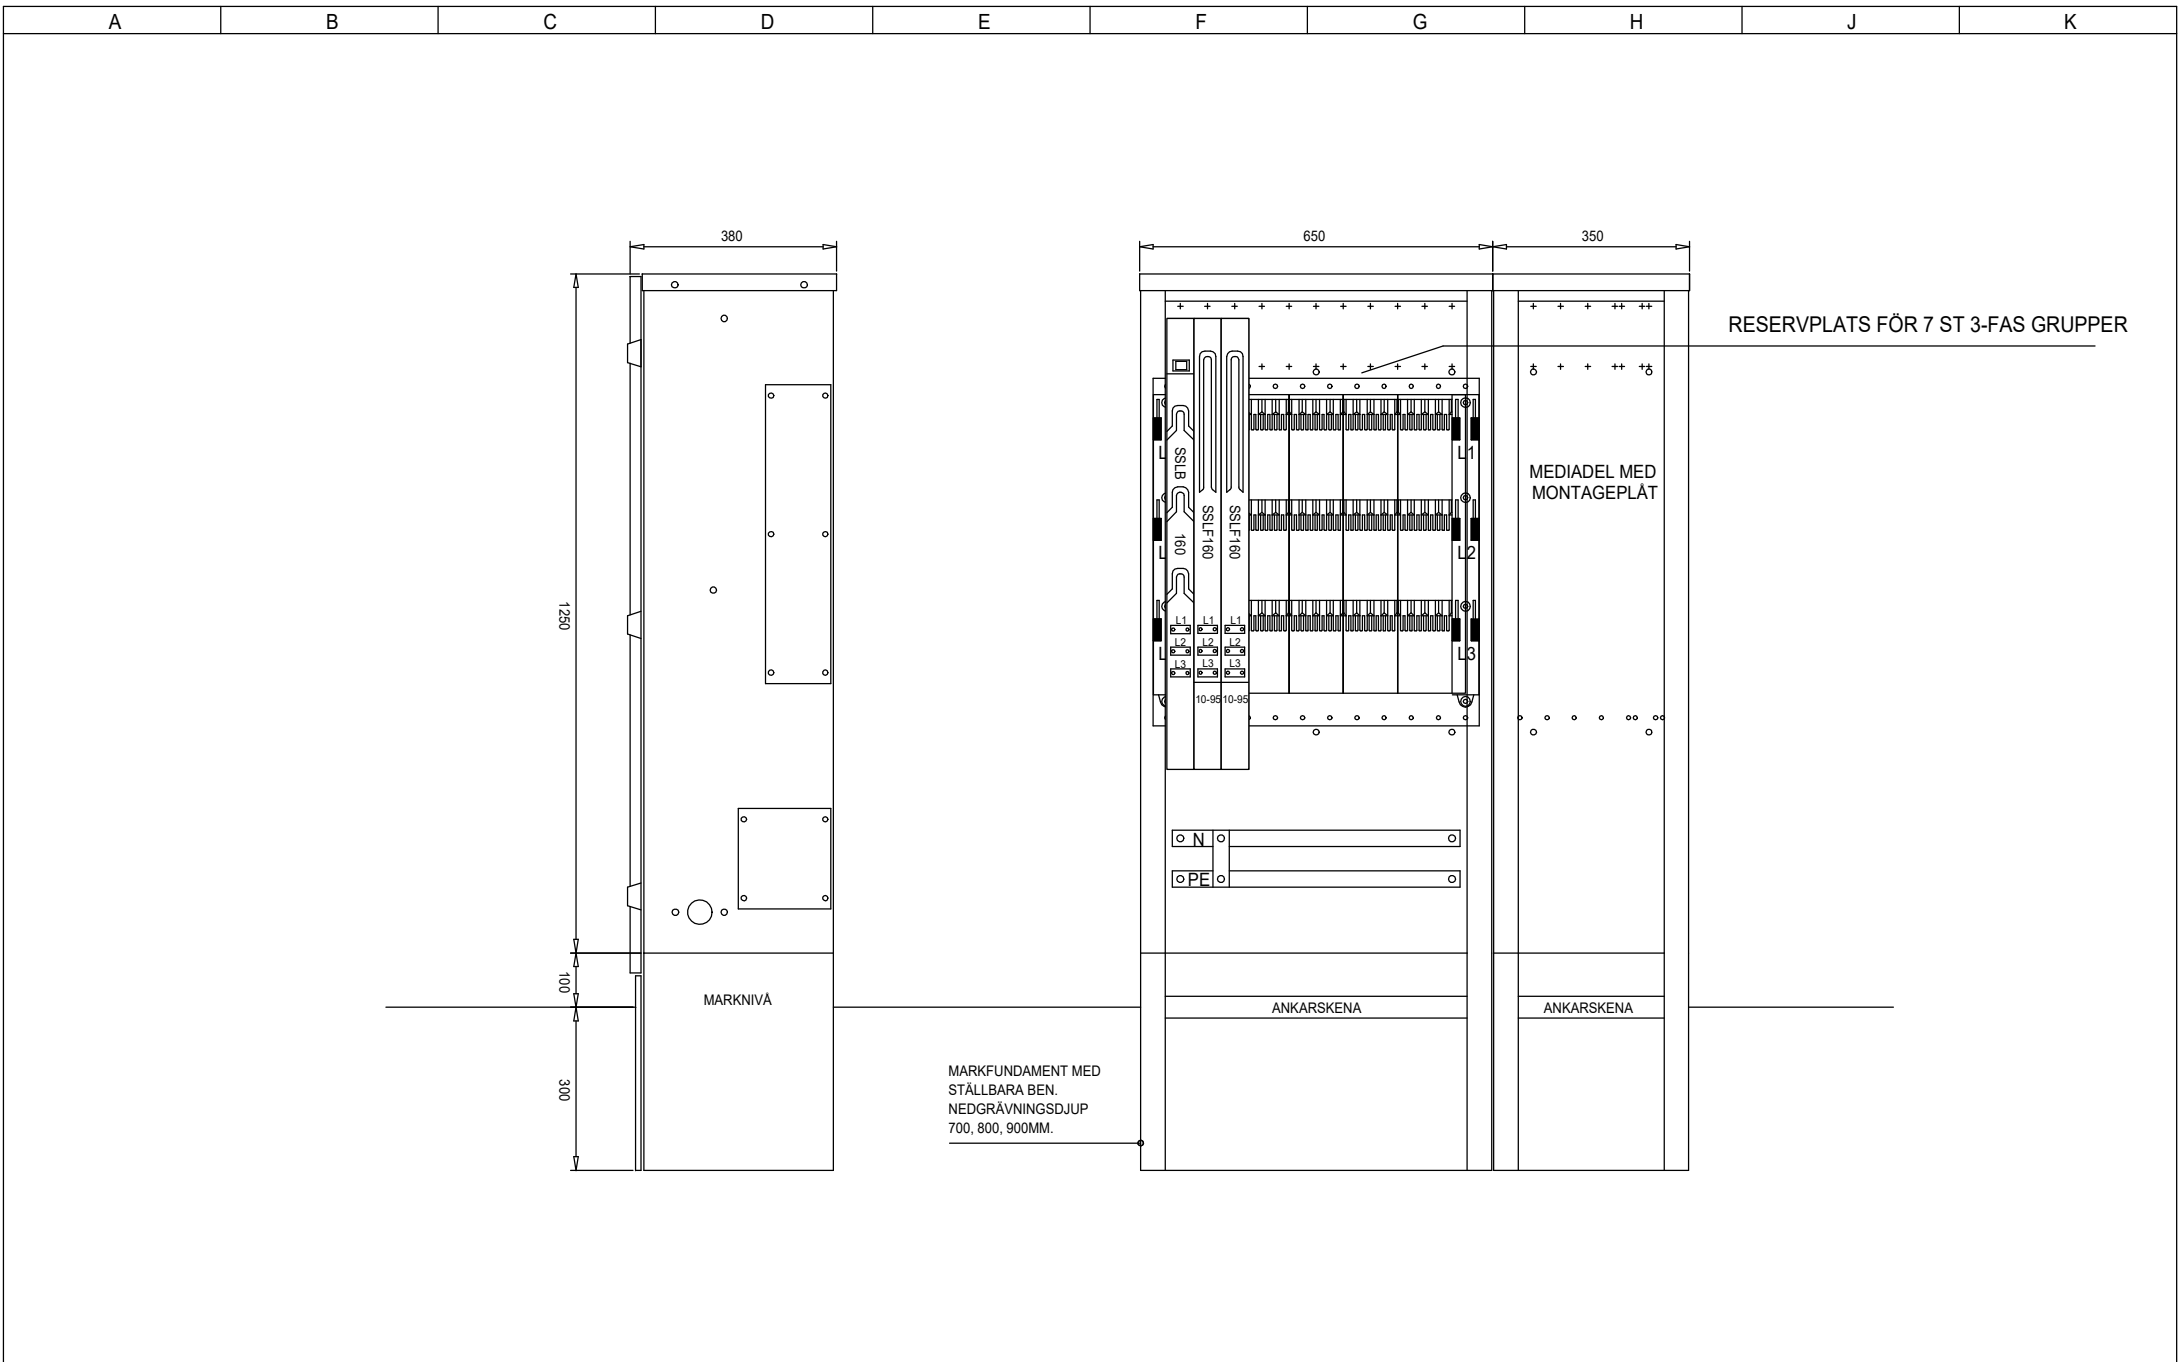 A B C D E F G H J K
380
650
350
RESERVPLATS FÖR 7 ST 3-FAS GRUPPER
1250
100
300
MARKNIVÅ
SSLB
160
SSLF160
SSLF160
L
L
L
L1
L2
L3
L1 L1 L1
L2 L2 L2
L3 L3 L3
10-95 10-95
MEDIADEL MED
MONTAGEPLÅT
N
PE
ANKARSKENA
ANKARSKENA
MARKFUNDAMENT MED
STÄLLBARA BEN.
NEDGRÄVNINGSDJUP
700, 800, 900MM.